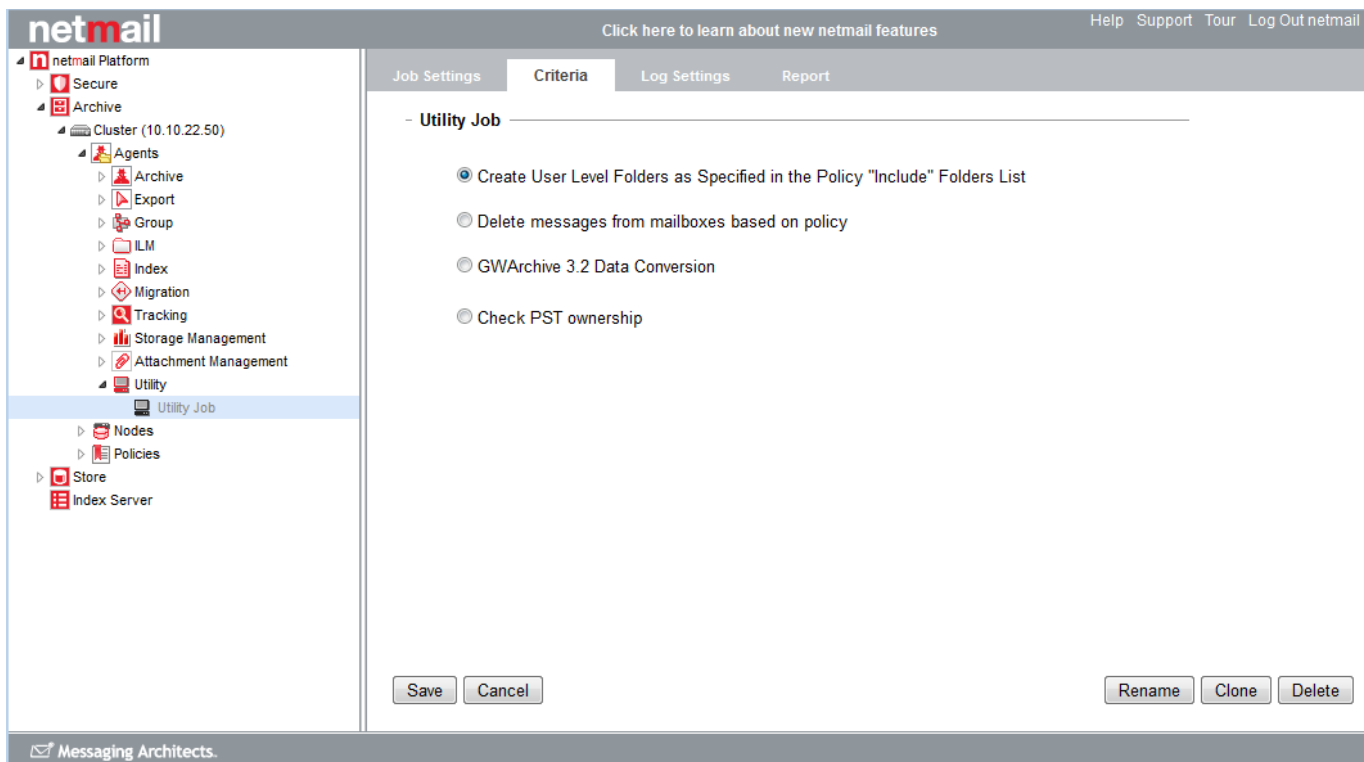 netmail
Click here to learn about new netmail features
Help Support Tour Log Out netmail
netmail Platform
Secure
Archive
Cluster (10.10.22.50)
Agents
Archive
Export
Group
ILM
Index
Migration
Tracking
Storage Management
Attachment Management
Utility
Utility Job
Nodes
Policies
Store
Index Server
Job Settings
Criteria
Log Settings
Report
Utility Job
Create User Level Folders as Specified in the Policy "Include" Folders List
Delete messages from mailboxes based on policy
GWArchive 3.2 Data Conversion
Check PST ownership
Save
Cancel
Rename
Clone
Delete
Messaging Architects.